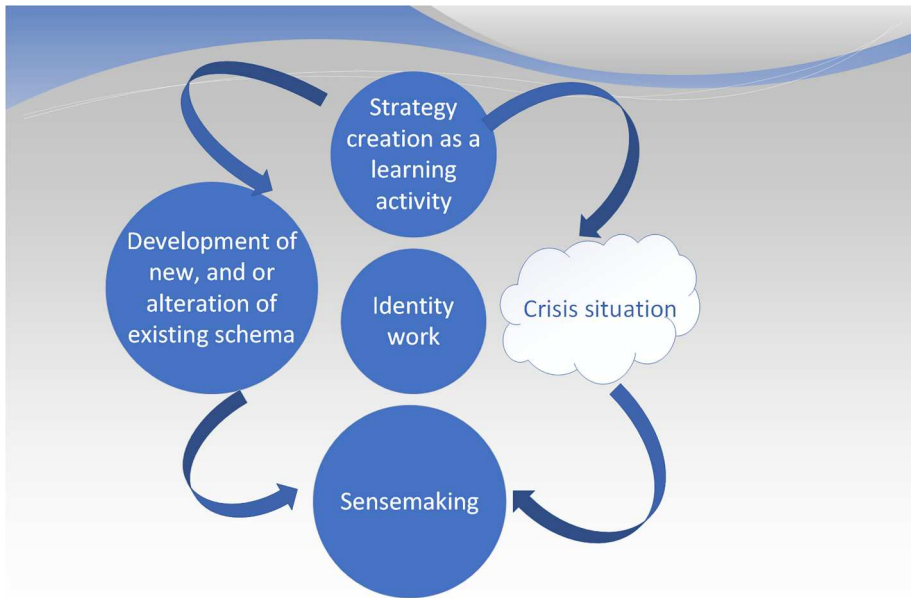 Strategy
creation as a
learning
activity
Development of
new, and or
alteration of
existing schema
Identity
work
Crisis situation
Sensemaking